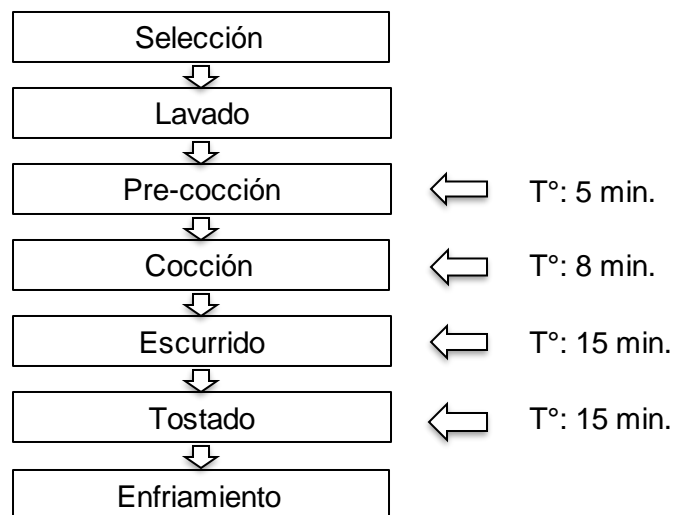 Selección
Lavado
Pre-cocción
T°: 5 min.
Cocción
T°: 8 min.
Escurrido
T°: 15 min.
Tostado
T°: 15 min.
Enfriamiento